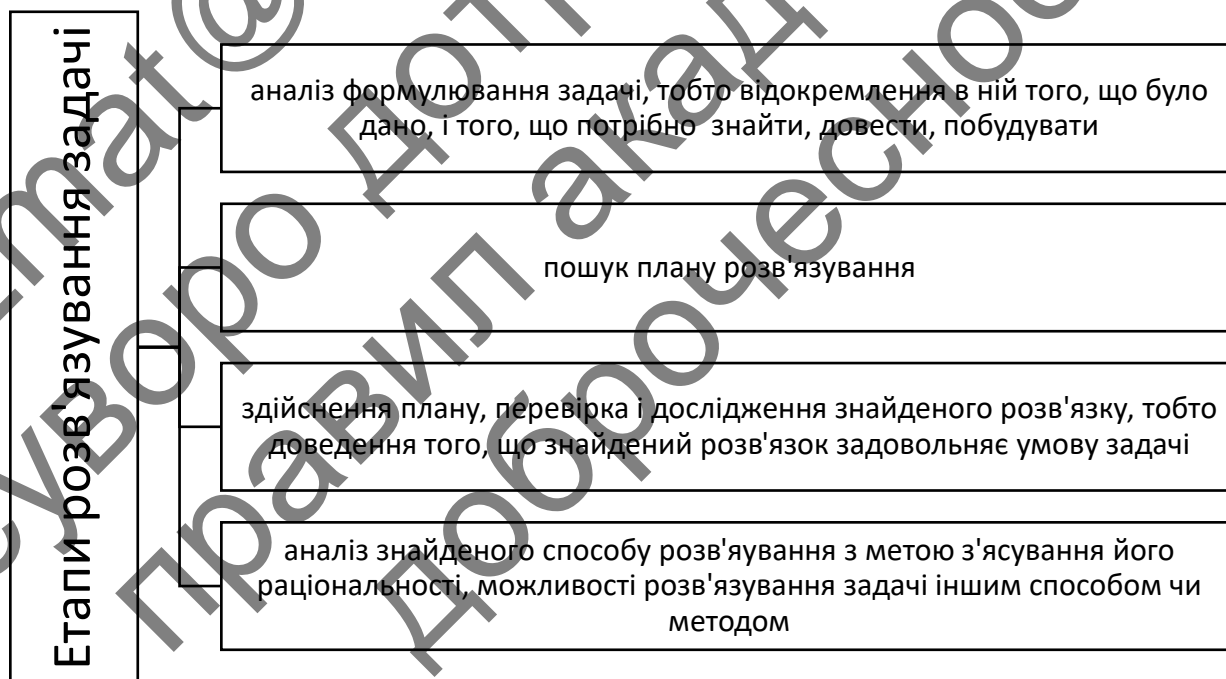 Етапи розв'язування задачі
аналіз формулювання задачі, тобто відокремлення в ній того, що було
дано, і того, що потрібно знайти, довести, побудувати
пошук плану розв'язування
здійснення плану, перевірка і дослідження знайденого розв'язку, тобто
доведення того, що знайдений розв'язок задовольняє умову задачі
аналіз знайденого способу розв'яування з метою з'ясування його
раціональності, можливості розв'язування задачі іншим способом чи
методом
суворо
правил